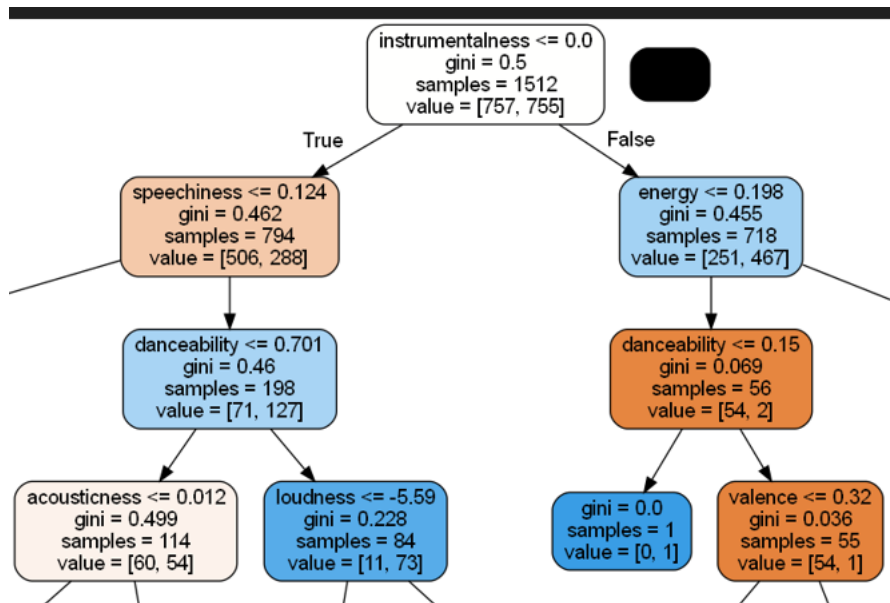 instrumentalness <= 0.0
gini = 0.5
samples = 1512
value = [757, 755]
True
False
speechiness <= 0.124
gini = 0.462
samples = 794
value = [506, 288]
energy <= 0.198
gini = 0.455
samples = 718
value = [251, 467]
danceability <= 0.701
gini = 0.46
samples = 198
value = [71, 127]
danceability <= 0.15
gini = 0.069
samples = 56
value = [54, 2]
acousticness <= 0.012
gini = 0.499
samples = 114
value = [60, 54]
loudness <= -5.59
gini = 0.228
samples = 84
value = [11, 73]
gini = 0.0
samples = 1
value = [0, 1]
valence <= 0.32
gini = 0.036
samples = 55
value = [54, 1]